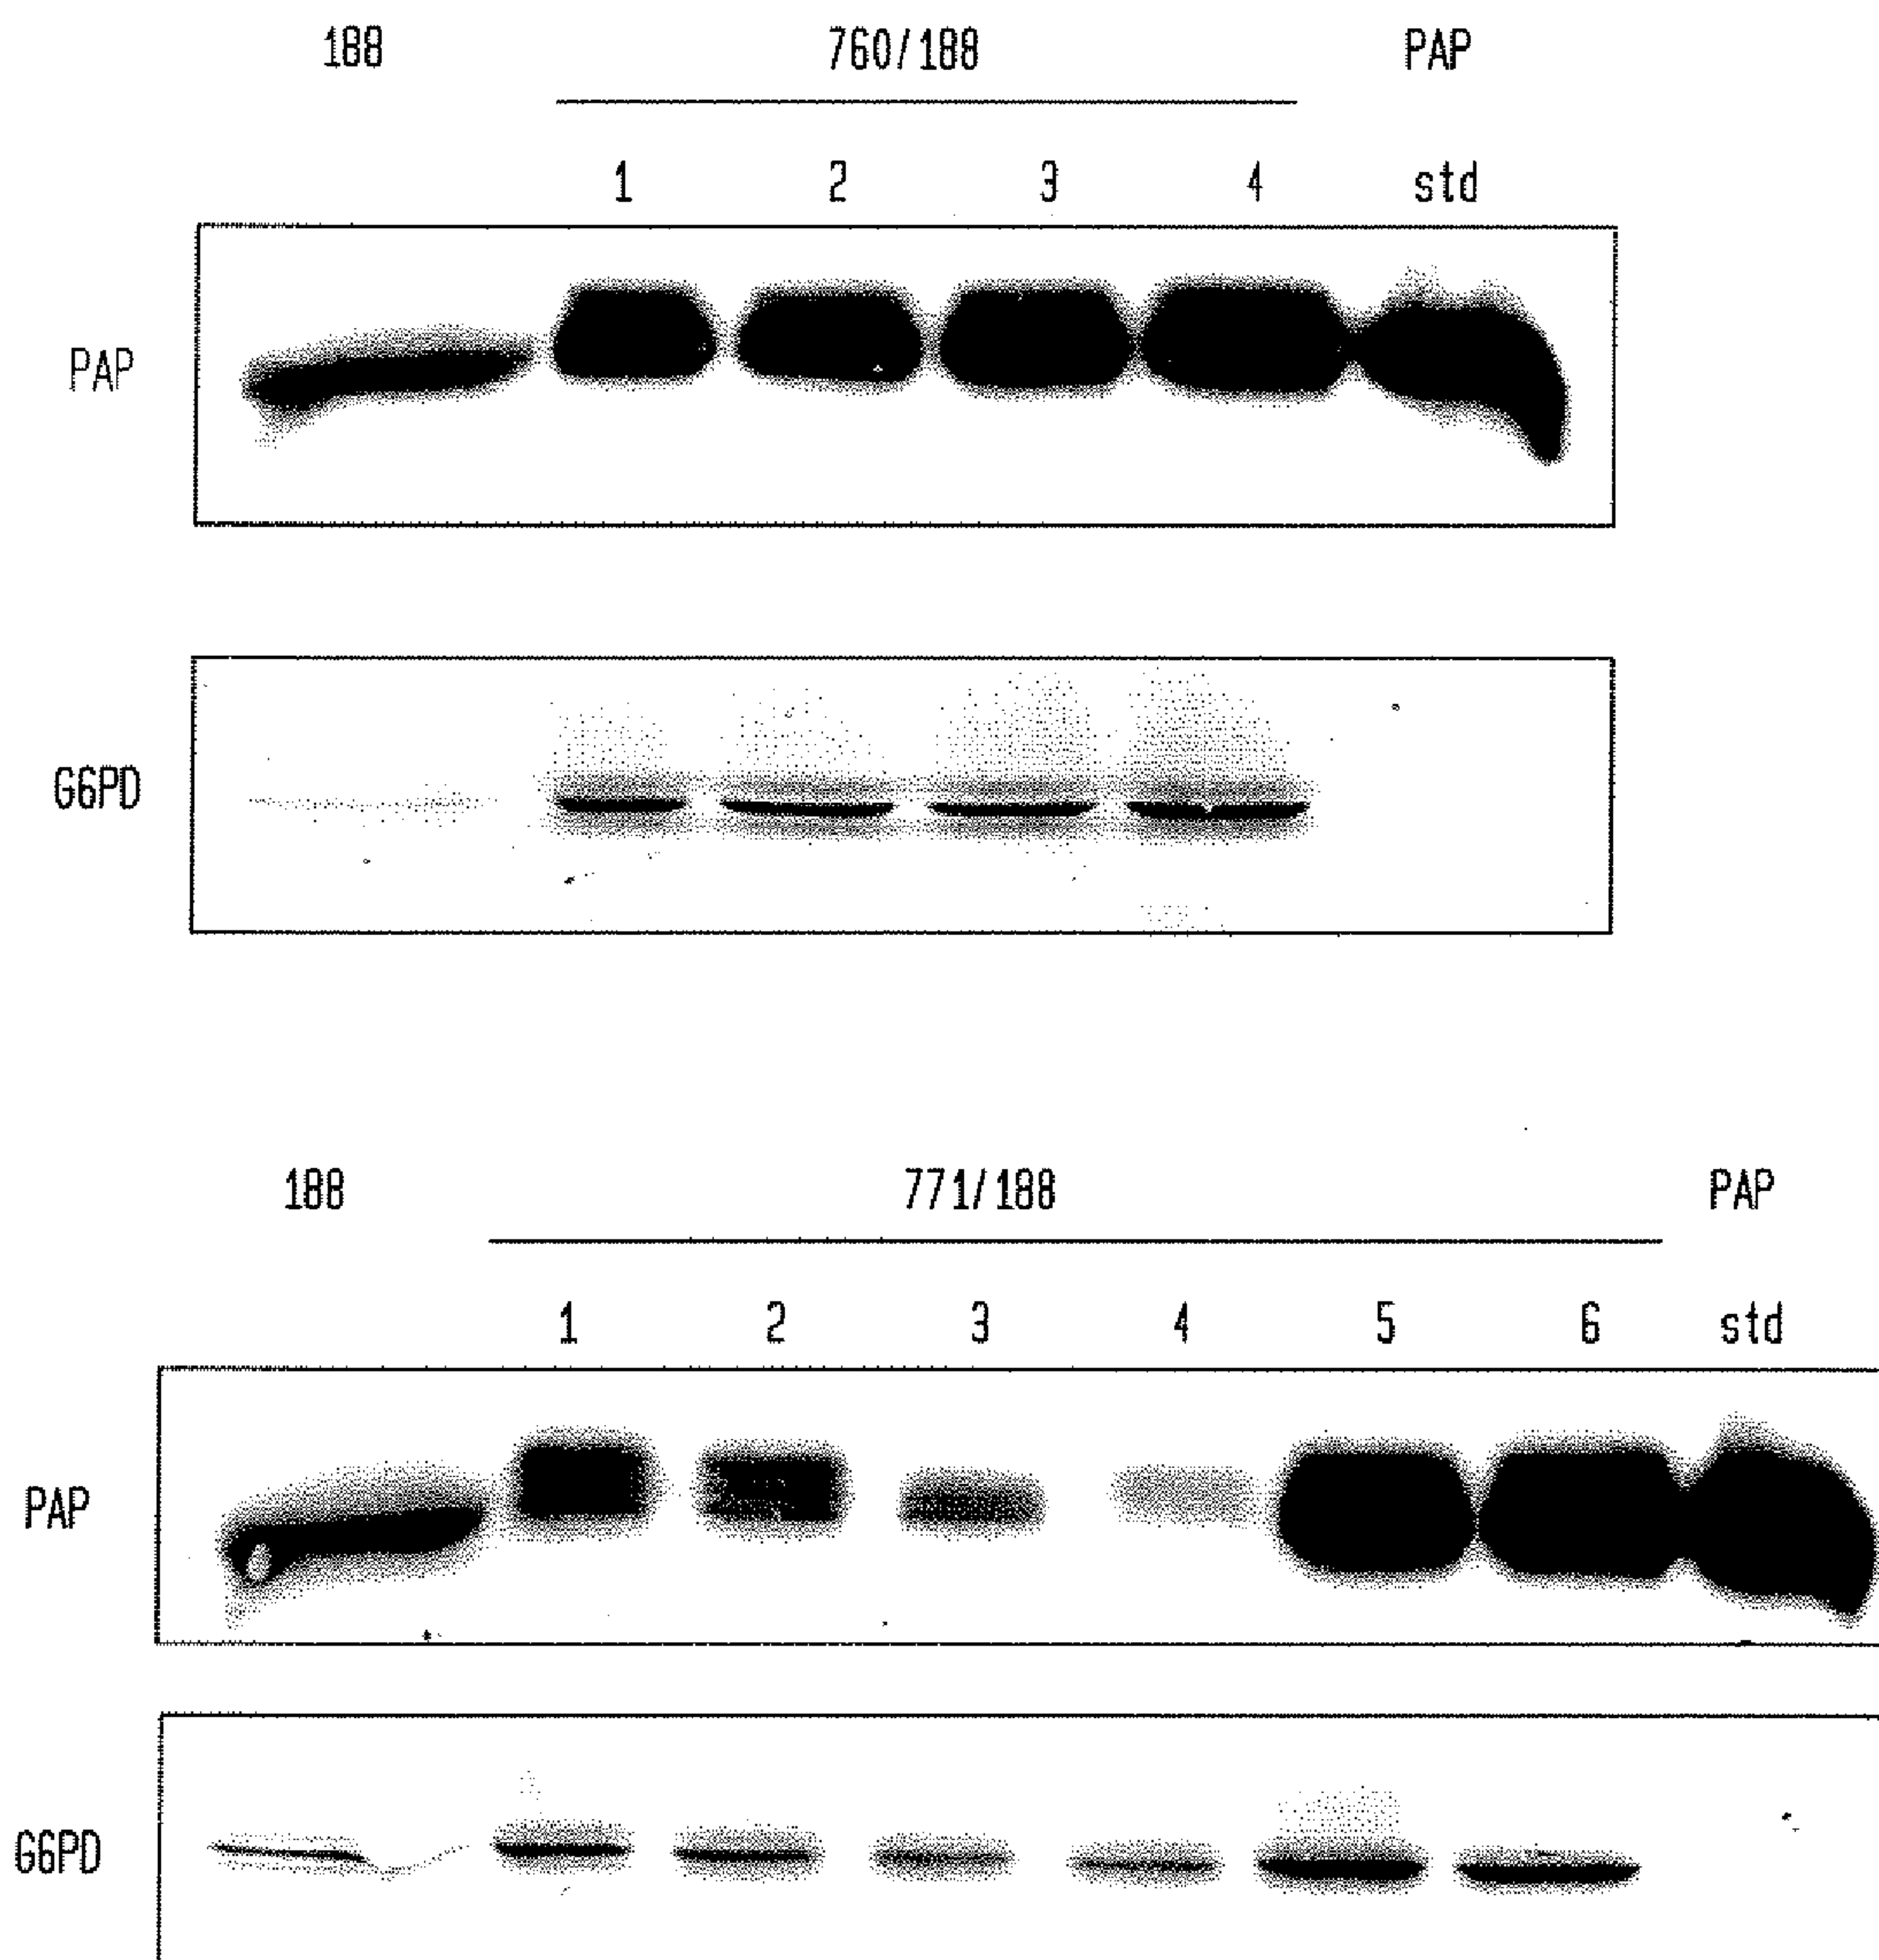 188 760/188 PAP
1 2 3 4 std
PAP
G6PD
188 771/188 PAP
1 2 3 4 5 6 std
PAP
G6PD